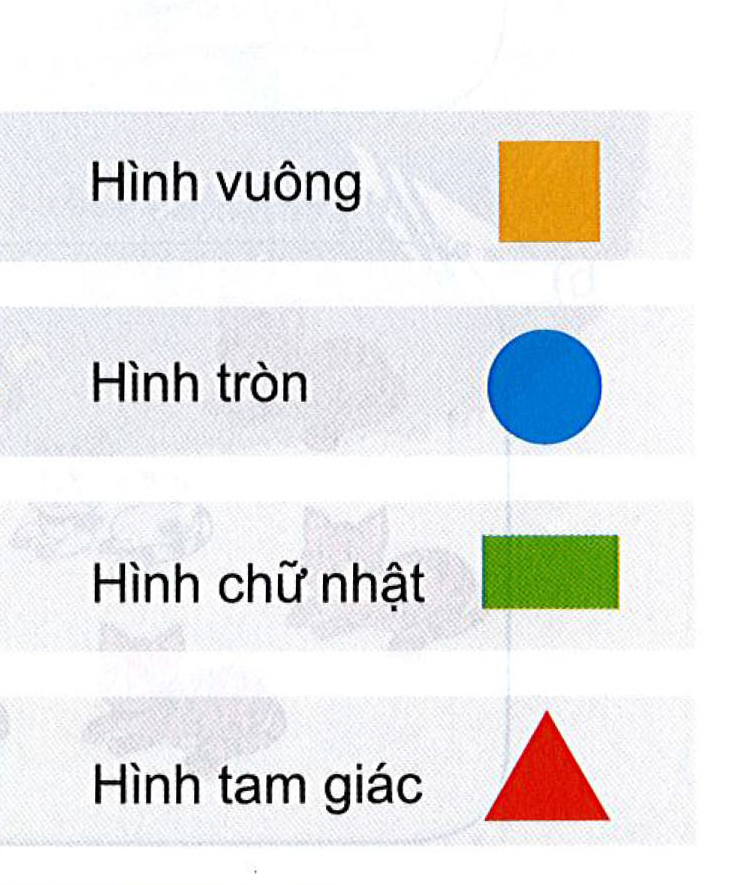 Hình vuông
Hình tròn
Hình chữ nhật
Hình tam giác